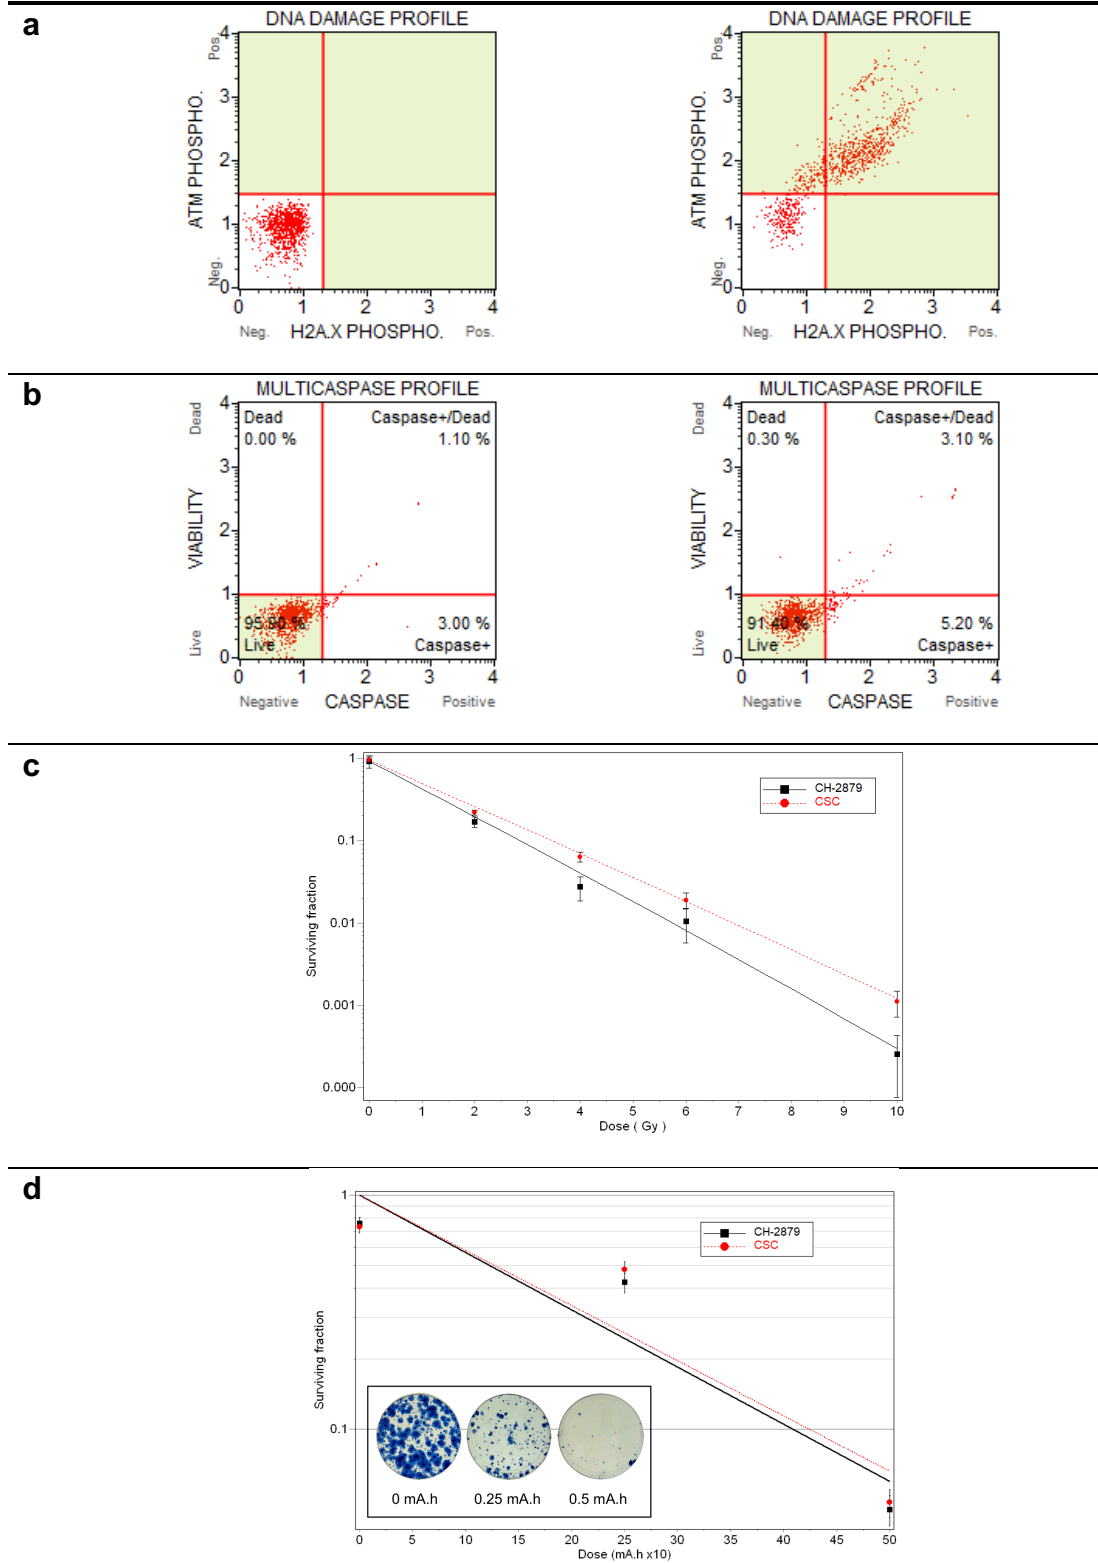 a
DNA DAMAGE PROFILE
ATM PHOSPHO.
Pos.
Neg.
4
3
2
1
0
0 1 2 3 4
Neg. H2A.X PHOSPHO. Pos.
DNA DAMAGE PROFILE
ATM PHOSPHO.
Pos.
Neg.
4
3
2
1
0
0 1 2 3 4
Neg. H2A.X PHOSPHO. Pos.
b
MULTICASPASE PROFILE
VIABILITY
Dead
Live
4
3
2
1
0
Dead Caspase+/Dead
0.00 % 1.10 %
95.90 % 3.00 %
Live Caspase+
0 1 2 3 4
Negative CASPASE Positive
MULTICASPASE PROFILE
VIABILITY
Dead
Live
4
3
2
1
0
Dead Caspase+/Dead
0.30 % 3.10 %
91.40 % 5.20 %
Live Caspase+
0 1 2 3 4
Negative CASPASE Positive
c
Surviving fraction
1
0.1
0.01
0.001
0.000
CH-2879
CSC
0 1 2 3 4 5 6 7 8 9 10
Dose ( Gy )
d
Surviving fraction
1
0.1
CH-2879
CSC
0 mA.h 0.25 mA.h 0.5 mA.h
0 5 10 15 20 25 30 35 40 45 50
Dose (mA.h x10)